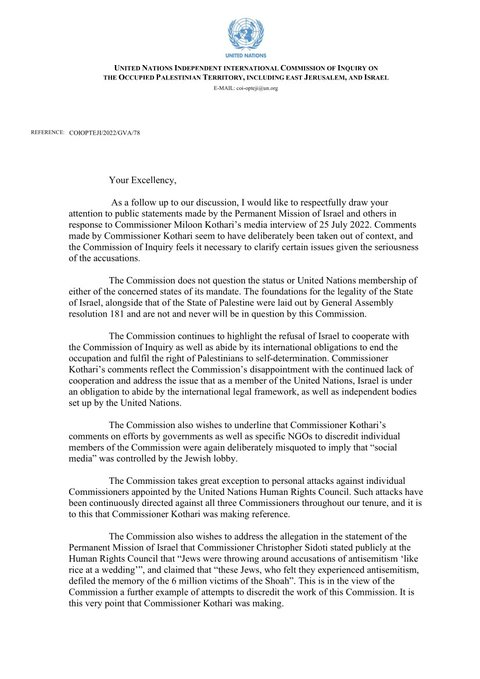 UNITED NATIONS
UNITED NATIONS INDEPENDENT INTERNATIONAL COMMISSION OF INQUIRY ON
THE OCCUPIED PALESTINIAN TERRITORY, INCLUDING EAST JERUSALEM, AND ISRAEL
E-MAIL: coi-opteji@un.org
REFERENCE: COIOPTEJI/2022/GVA/78
Your Excellency,
As a follow up to our discussion, I would like to respectfully draw your
attention to public statements made by the Permanent Mission of Israel and others in
response to Commissioner Miloon Kothari's media interview of 25 July 2022. Comments
made by Commissioner Kothari seem to have deliberately been taken out of context, and
the Commission of Inquiry feels it necessary to clarify certain issues given the seriousness
of the accusations.
The Commission does not question the status or United Nations membership of
either of the concerned states of its mandate. The foundations for the legality of the State
of Israel, alongside that of the State of Palestine were laid out by General Assembly
resolution 181 and are not and never will be in question by this Commission.
The Commission continues to highlight the refusal of Israel to cooperate with
the Commission of Inquiry as well as abide by its international obligations to end the
occupation and fulfil the right of Palestinians to self-determination. Commissioner
Kothari's comments reflect the Commission's disappointment with the continued lack of
cooperation and address the issue that as a member of the United Nations, Israel is under
an obligation to abide by the international legal framework, as well as independent bodies
set up by the United Nations.
The Commission also wishes to underline that Commissioner Kothari's
comments on efforts by governments as well as specific NGOs to discredit individual
members of the Commission were again deliberately misquoted to imply that "social
media" was controlled by the Jewish lobby.
The Commission takes great exception to personal attacks against individual
Commissioners appointed by the United Nations Human Rights Council. Such attacks have
been continuously directed against all three Commissioners throughout our tenure, and it is
to this that Commissioner Kothari was making reference.
The Commission also wishes to address the allegation in the statement of the
Permanent Mission of Israel that Commissioner Christopher Sidoti stated publicly at the
Human Rights Council that "Jews were throwing around accusations of antisemitism 'like
rice at a wedding'", and claimed that "these Jews, who felt they experienced antisemitism,
defiled the memory of the 6 million victims of the Shoah". This is in the view of the
Commission a further example of attempts to discredit the work of this Commission. It is
this very point that Commissioner Kothari was making.